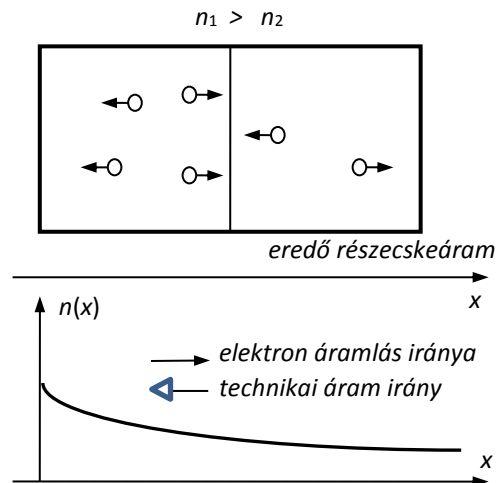 n₁ > n₂
eredő részecskeáram
x
n(x)
elektron áramlás iránya
technikai áram irány
x